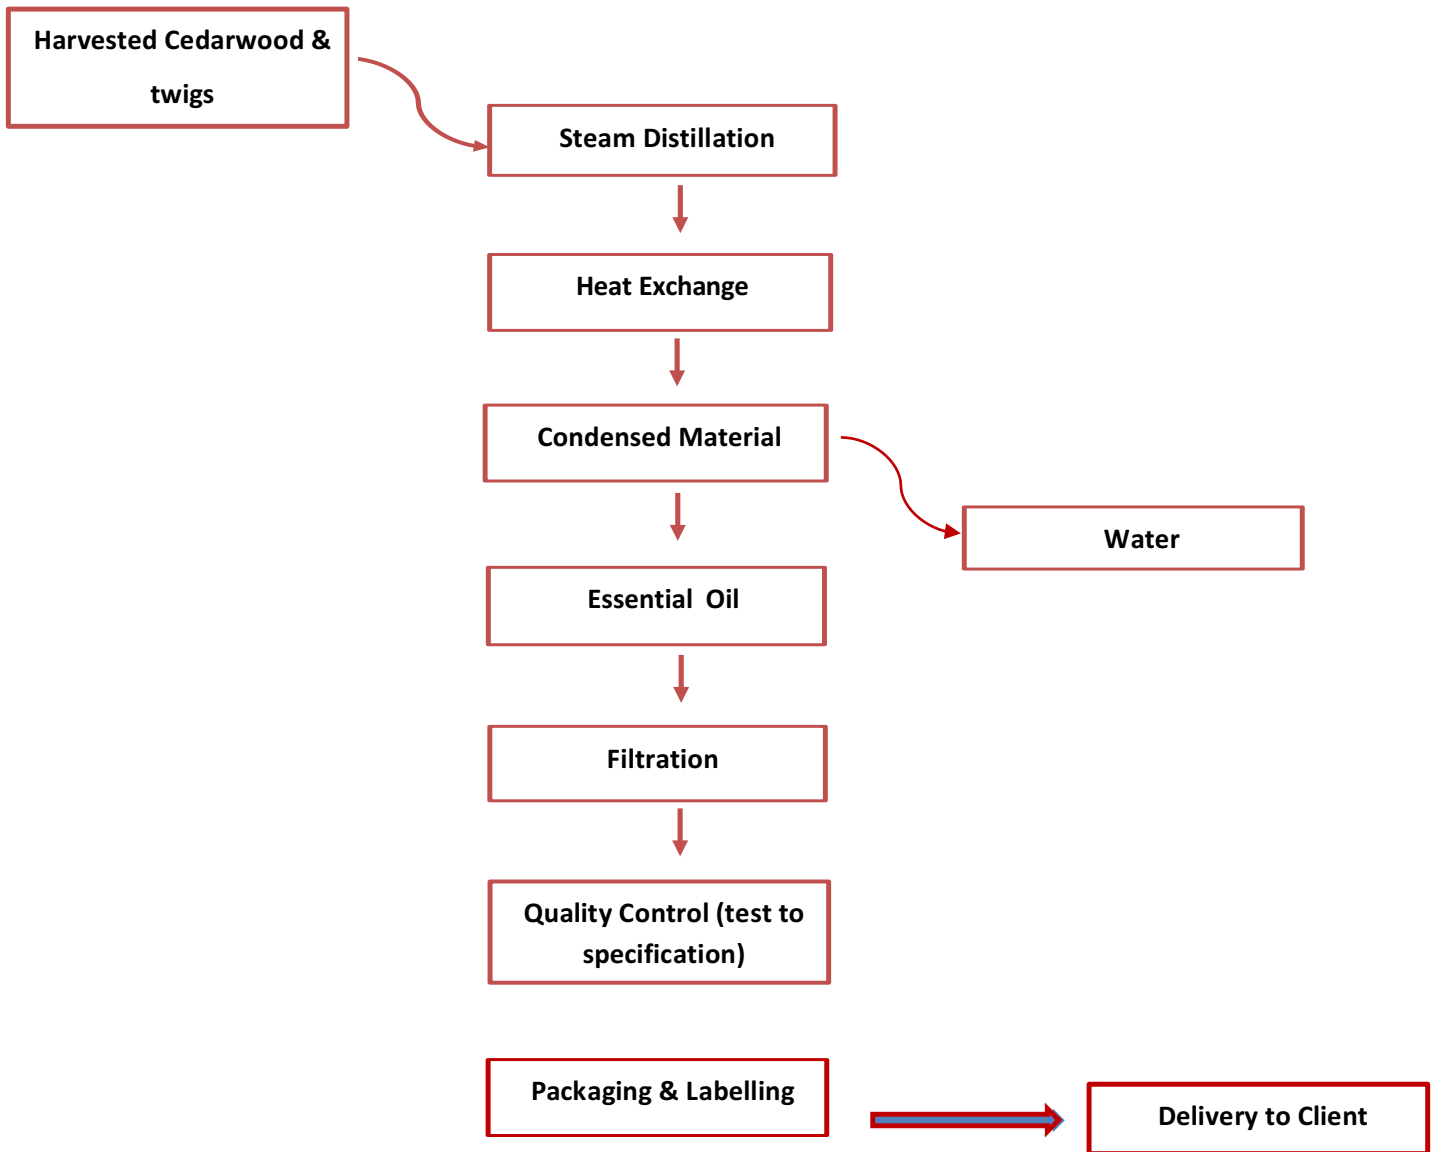 Harvested Cedarwood &
twigs
Steam Distillation
Heat Exchange
Condensed Material
Water
Essential  Oil
Filtration
Quality Control (test to
specification)
Packaging & Labelling
Delivery to Client